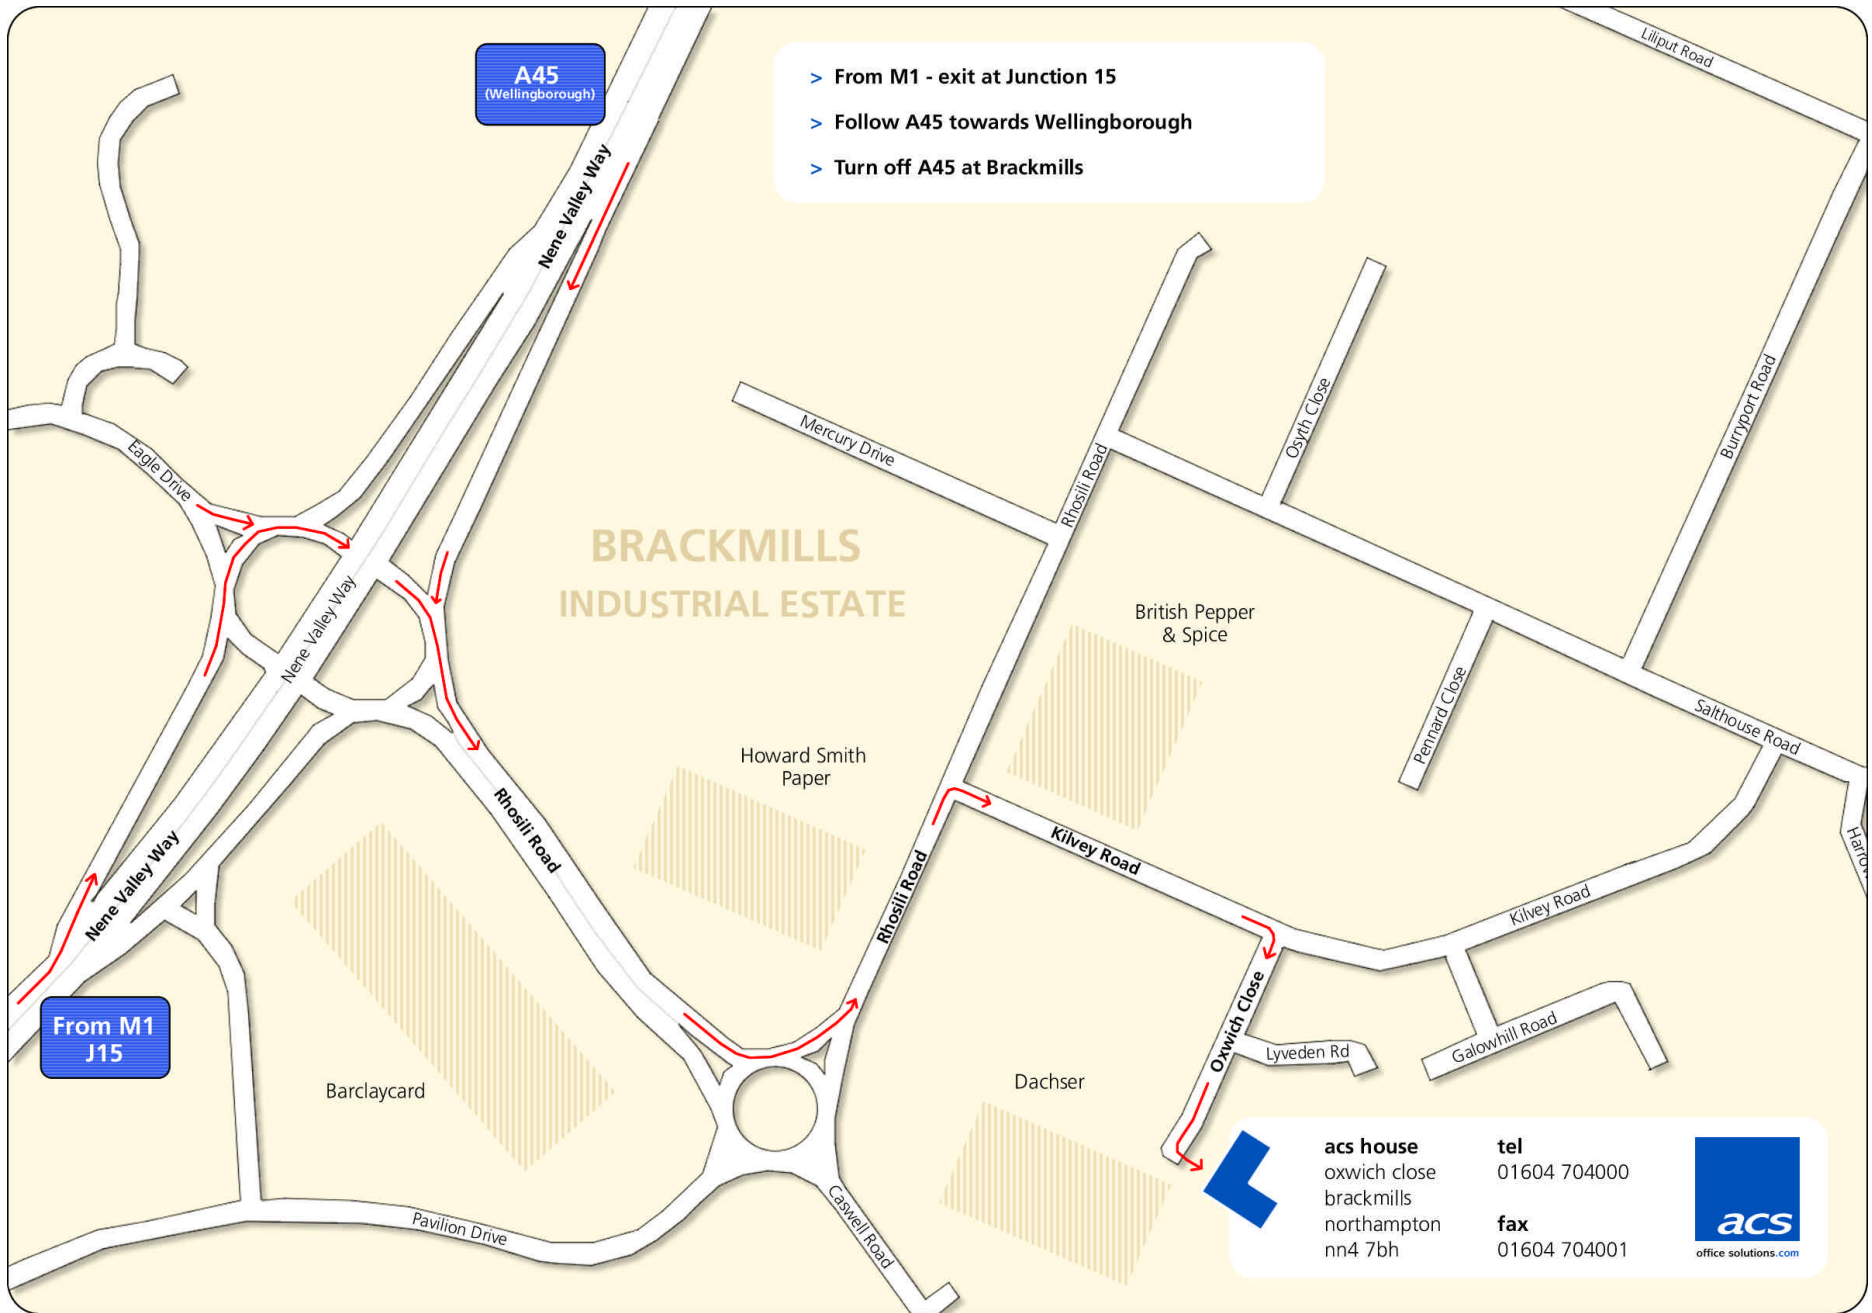 A45
(Wellingborough)
> From M1 - exit at Junction 15
> Follow A45 towards Wellingborough
> Turn off A45 at Brackmills
Liliput Road
Nene Valley Way
Burryport Road
Osyth Close
Mercury Drive
Rhosili Road
Eagle Drive
BRACKMILLS
INDUSTRIAL ESTATE
British Pepper
& Spice
Nene Valley Way
Pennard Close
Salthouse Road
Howard Smith
Paper
Rhosili Road
Kilvey Road
Harrow
Nene Valley Way
Rhosili Road
Kilvey Road
Oxwich Close
From M1
J15
Galowhill Road
Lyveden Rd
Barclaycard
Dachser
Pavilion Drive
Caswell Road
acs house
oxwich close
brackmills
northampton
nn4 7bh
tel
01604 704000
fax
01604 704001
acs
office solutions.com